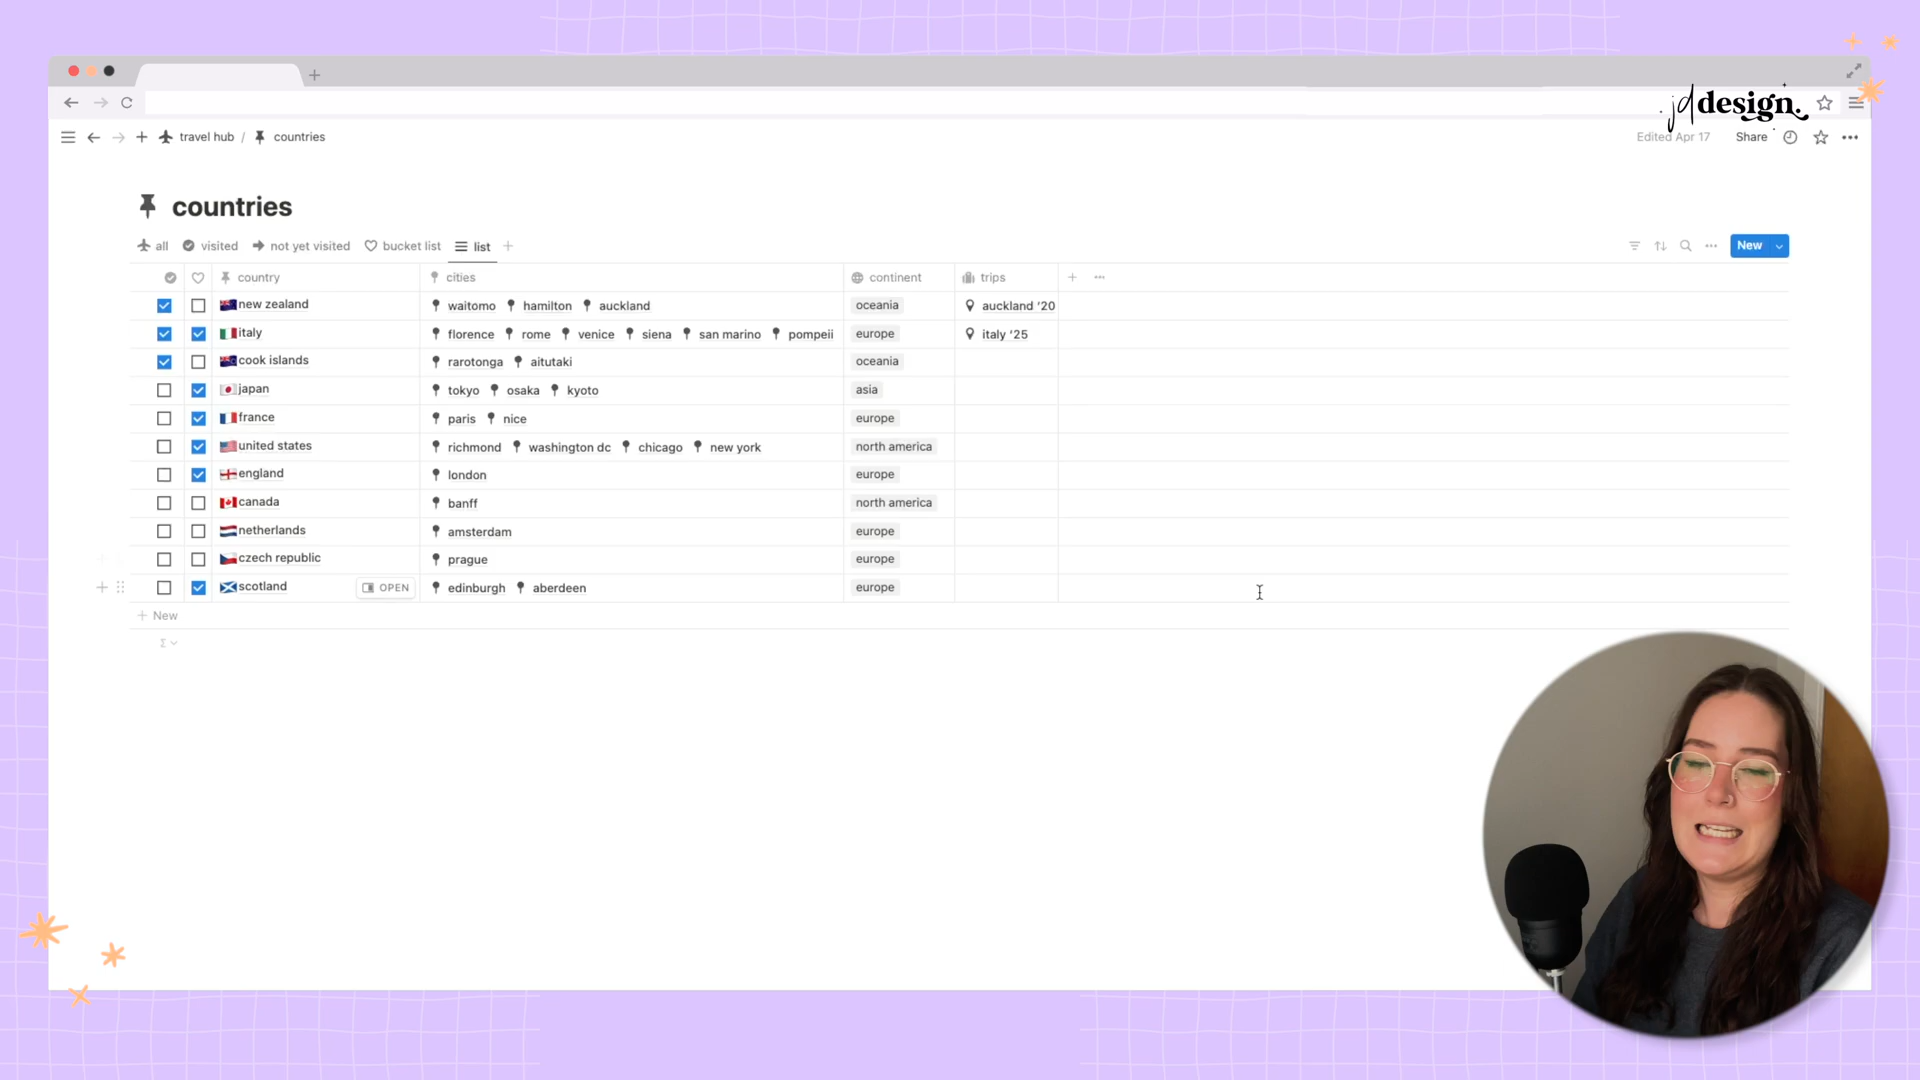 jd design.
travel hub / countries
Edited Apr 17 Share
countries
all visited not yet visited bucket list list
New
country cities continent trips
new zealand waitomo hamilton auckland oceania auckland '20
italy florence rome venice siena san marino pompeii europe italy '25
cook islands rarotonga aitutaki oceania
japan tokyo osaka kyoto asia
france paris nice europe
united states richmond washington dc chicago new york north america
england london europe
canada banff north america
netherlands amsterdam europe
czech republic prague europe
scotland OPEN edinburgh aberdeen europe
+ New
Σ